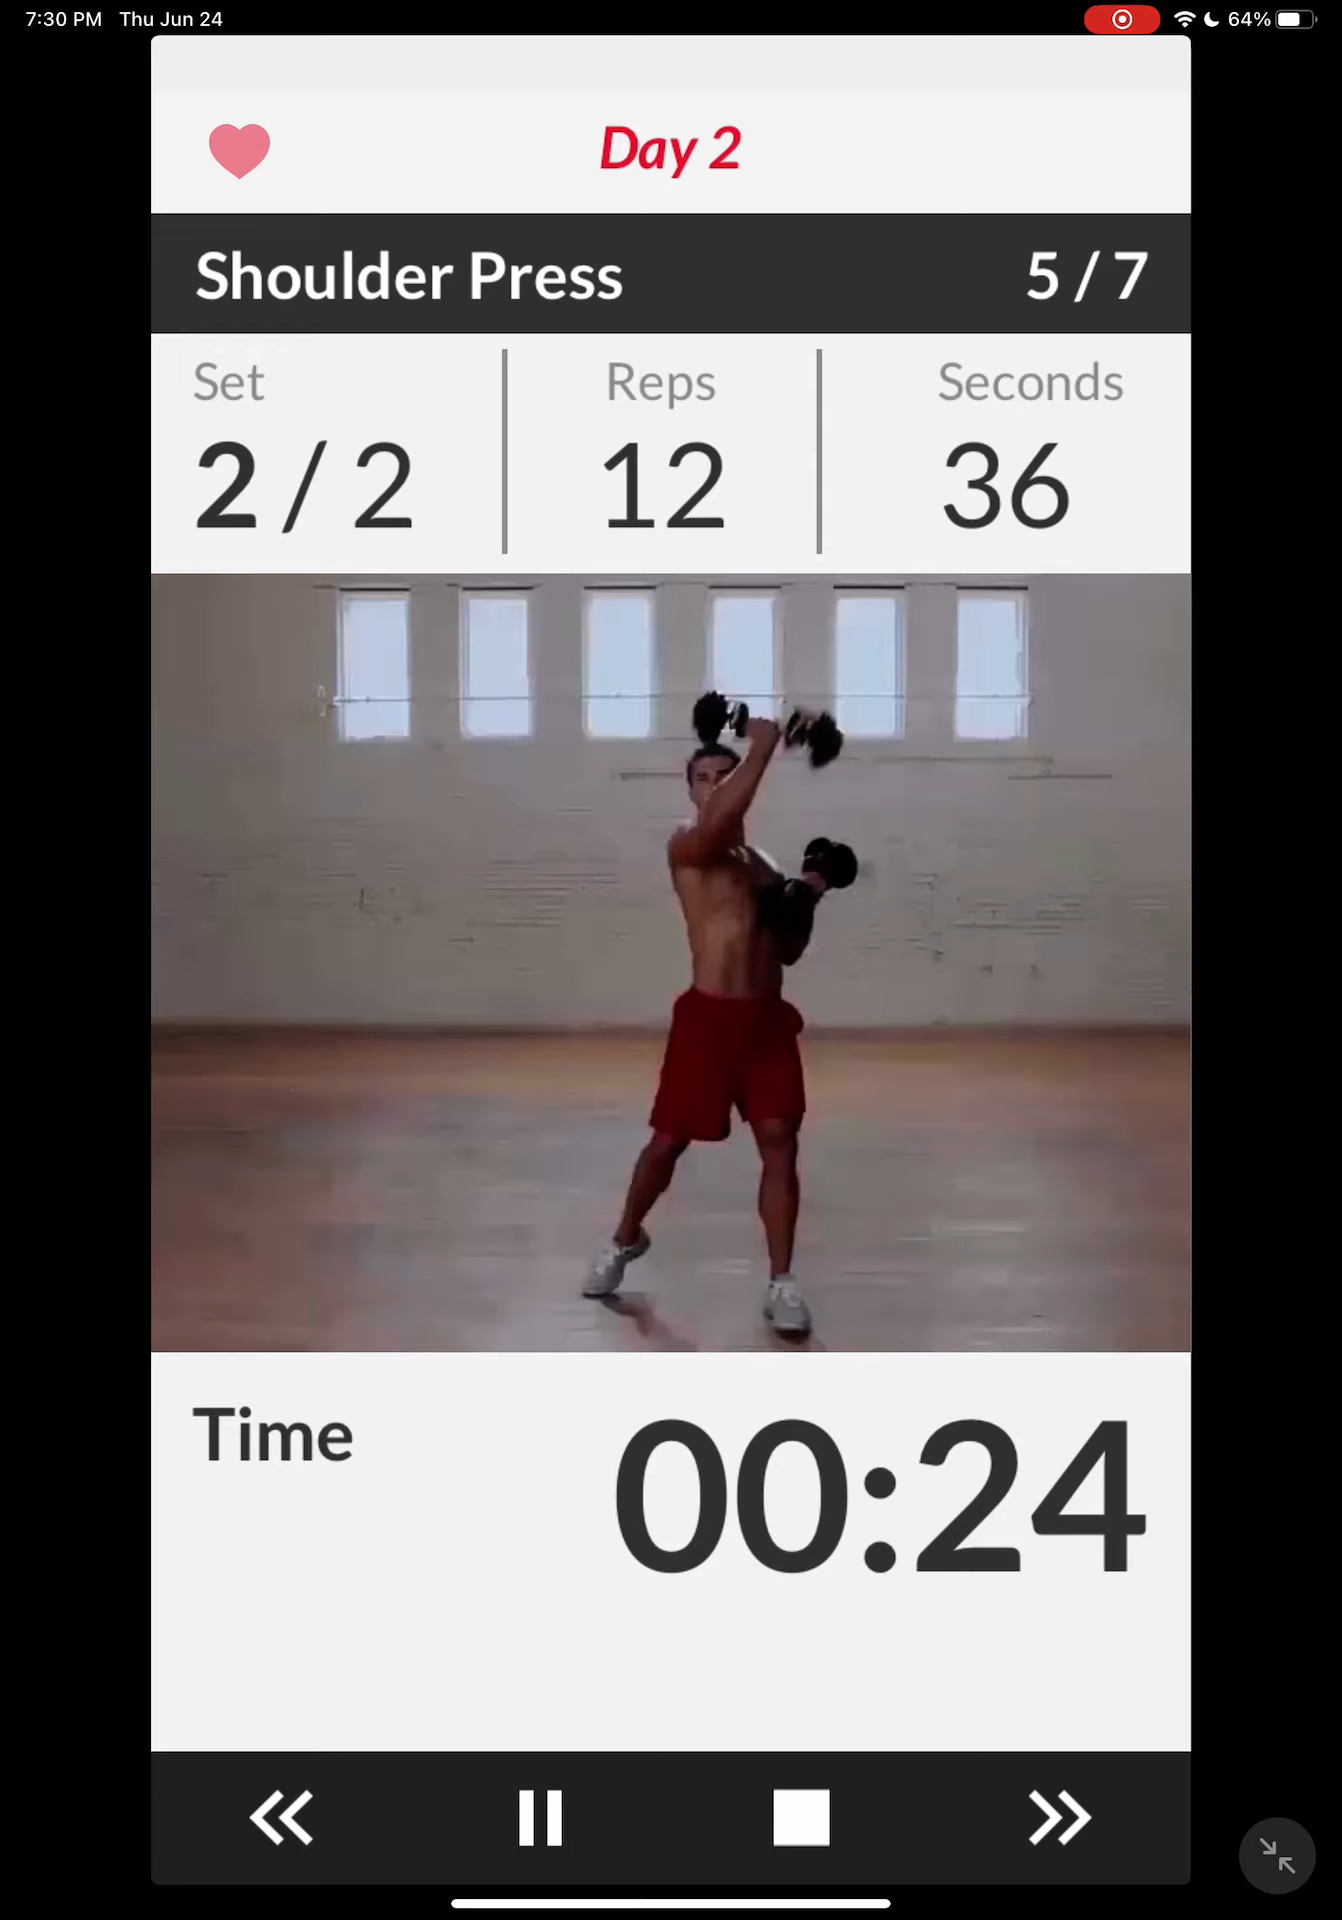 7:30 PM Thu Jun 24 64%
Day 2
Shoulder Press 5 / 7
Set Reps Seconds
2 / 2 12 36
Time 00:24